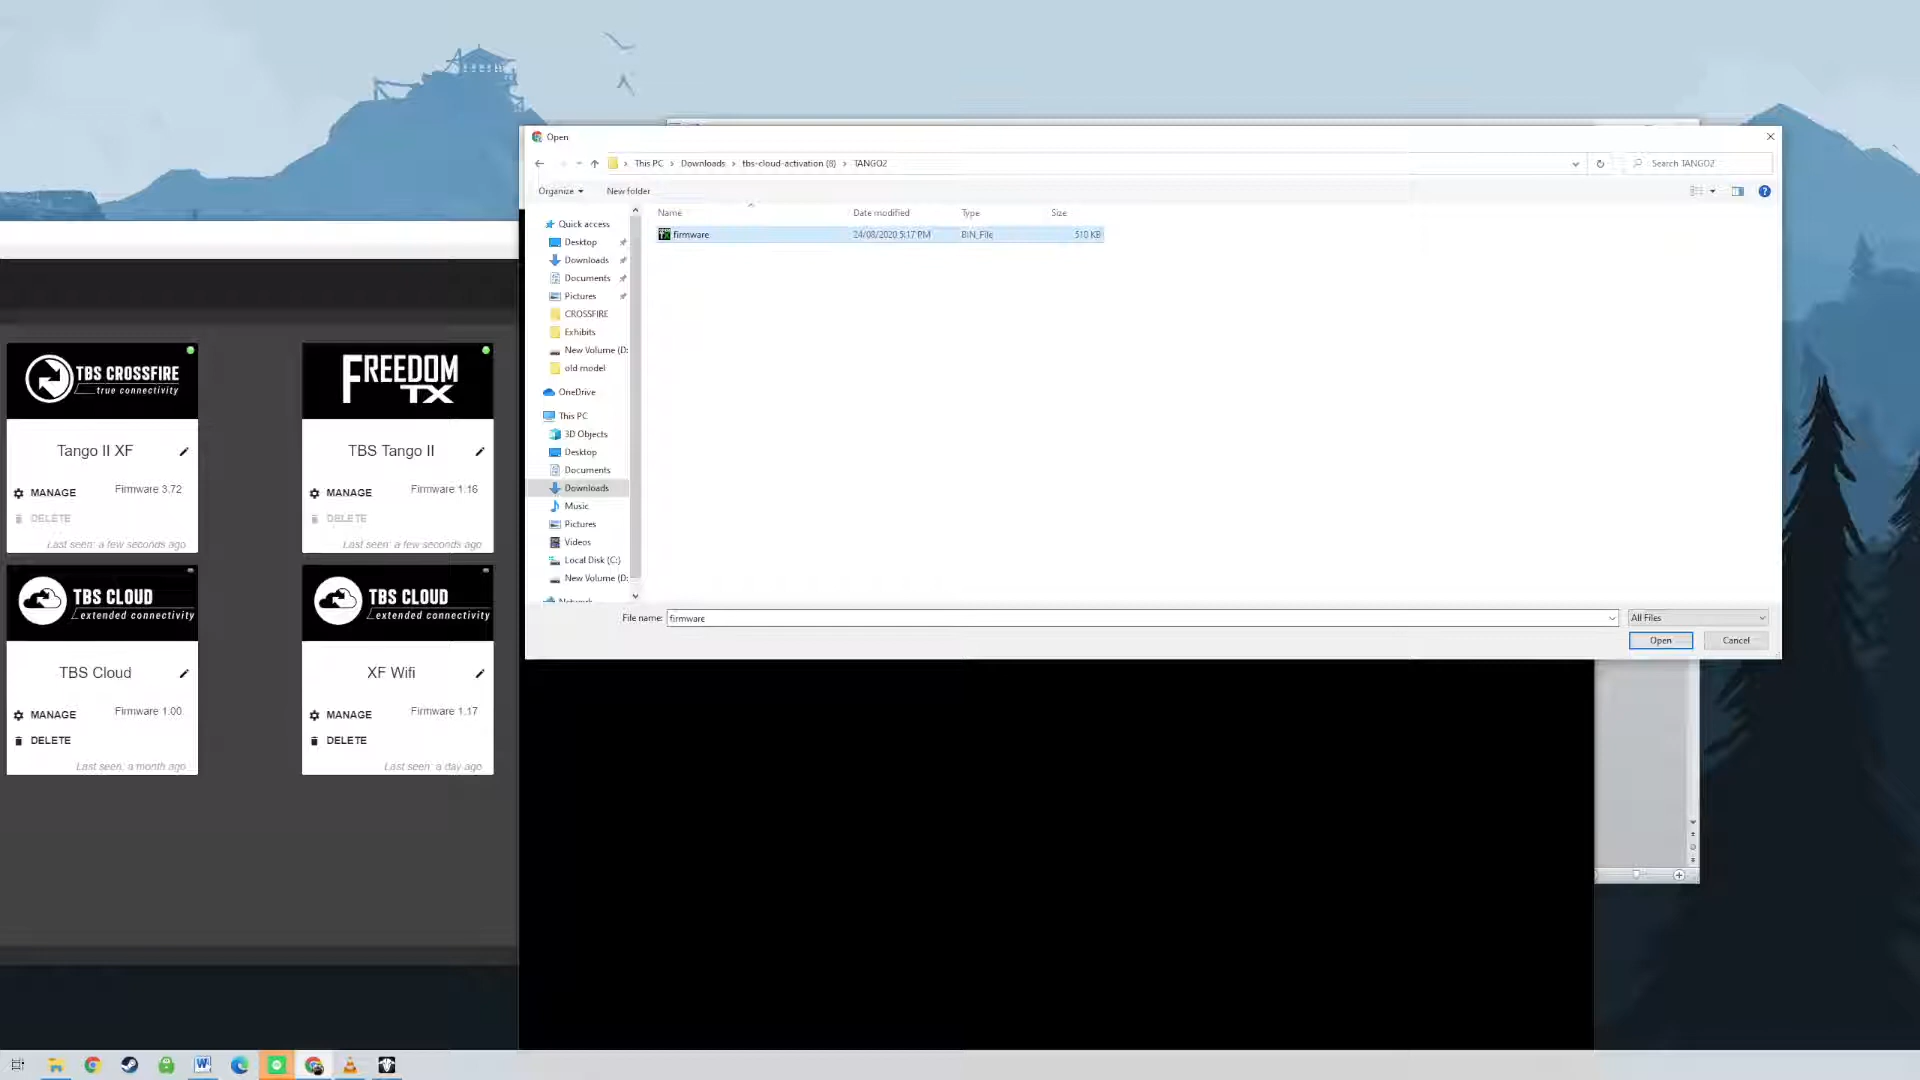 Open
This PC > Downloads > tbs-cloud-activation (8) > TANGO2
Search TANGO2
Organize
New folder
Name
Date modified
Type
Size
firmware
24/08/2020 5:17 PM
BIN_File
510 KB
Quick access
Desktop
Downloads
Documents
Pictures
CROSSFIRE
Exhibits
New Volume (D:
old model
OneDrive
This PC
3D Objects
Desktop
Documents
Downloads
Music
Pictures
Videos
Local Disk (C:)
New Volume (D:
Network
File name:
firmware
All Files
Open
Cancel
TBS CROSSFIRE
true connectivity
Tango II XF
MANAGE
Firmware 3.72
DELETE
Last seen: a few seconds ago
FREEDOM
TX
TBS Tango II
MANAGE
Firmware 1.16
DELETE
Last seen: a few seconds ago
TBS CLOUD
extended connectivity
TBS Cloud
MANAGE
Firmware 1.00
DELETE
Last seen: a month ago
TBS CLOUD
extended connectivity
XF Wifi
MANAGE
Firmware 1.17
DELETE
Last seen: a day ago